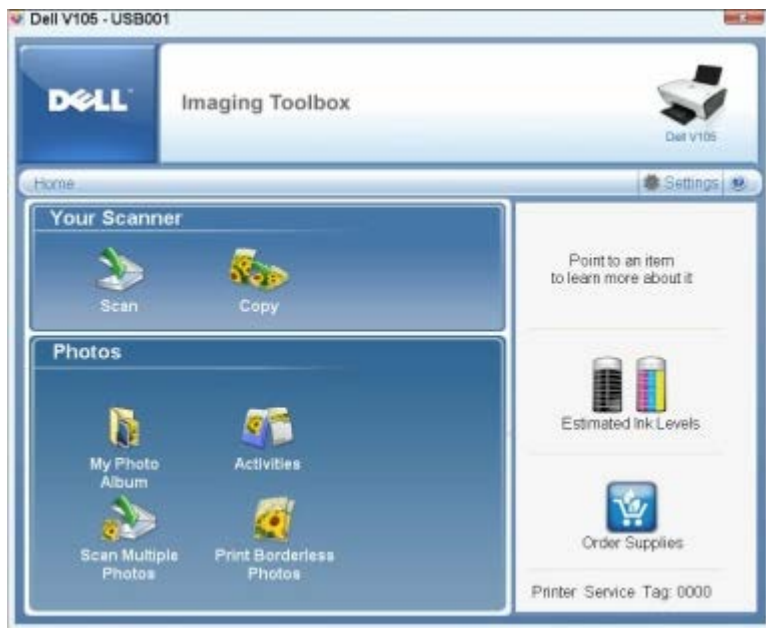 Dell V105 - USB001
DELL
Imaging Toolbox
Dell V105
Home
Settings
?
Your Scanner
Scan
Copy
Point to an item
to learn more about it
Photos
My Photo
Album
Activities
Scan Multiple
Photos
Print Borderless
Photos
Estimated Ink Levels
Order Supplies
Printer Service Tag: 0000